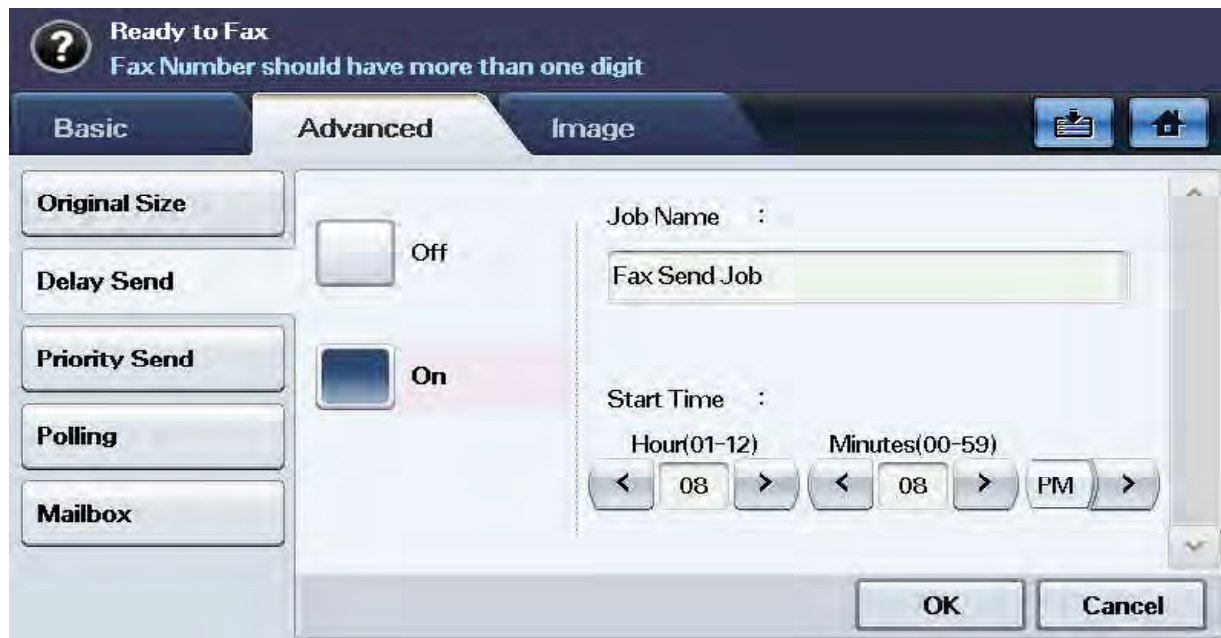 Ready to Fax
Fax Number should have more than one digit
Basic
Advanced
Image
Original Size
Delay Send
Priority Send
Polling
Mailbox
Off
On
Job Name :
Fax Send Job
Start Time :
Hour(01-12) Minutes(00-59)
< 08 > < 08 > PM >
OK
Cancel